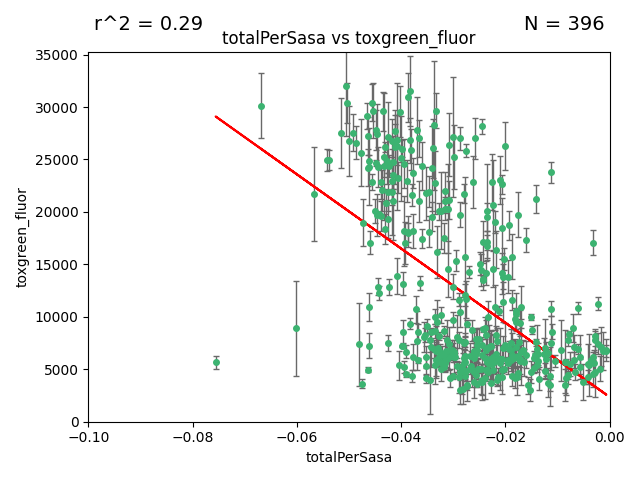 r^2 = 0.29
N = 396
totalPerSasa vs toxgreen_fluor
35000
30000
25000
20000
15000
10000
5000
0
toxgreen_fluor
−0.10
−0.08
−0.06
−0.04
−0.02
0.00
totalPerSasa